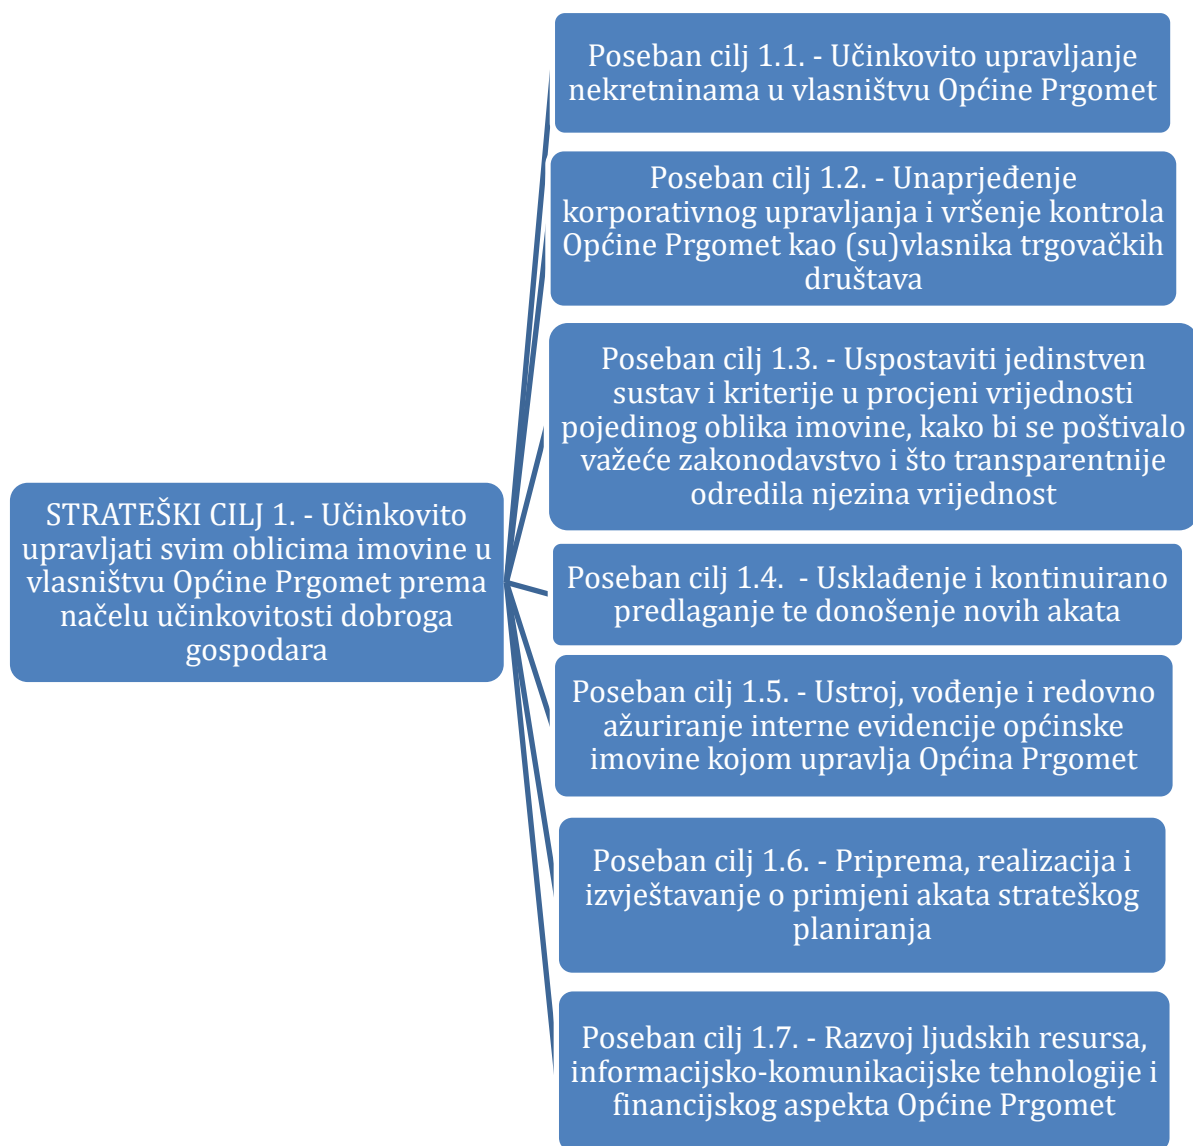 STRATEŠKI CILJ 1. - Učinkovito
upravljati svim oblicima imovine u
vlasništvu Općine Prgomet prema
načelu učinkovitosti dobroga
gospodara
Poseban cilj 1.1. - Učinkovito upravljanje
nekretninama u vlasništvu Općine Prgomet
Poseban cilj 1.2. - Unaprjeđenje
korporativnog upravljanja i vršenje kontrola
Općine Prgomet kao (su)vlasnika trgovačkih
društava
Poseban cilj 1.3. - Uspostaviti jedinstven
sustav i kriterije u procjeni vrijednosti
pojedinog oblika imovine, kako bi se poštivalo
važeće zakonodavstvo i što transparentnije
odredila njezina vrijednost
Poseban cilj 1.4.  - Usklađenje i kontinuirano
predlaganje te donošenje novih akata
Poseban cilj 1.5. - Ustroj, vođenje i redovno
ažuriranje interne evidencije općinske
imovine kojom upravlja Općina Prgomet
Poseban cilj 1.6. - Priprema, realizacija i
izvještavanje o primjeni akata strateškog
planiranja
Poseban cilj 1.7. - Razvoj ljudskih resursa,
informacijsko-komunikacijske tehnologije i
financijskog aspekta Općine Prgomet